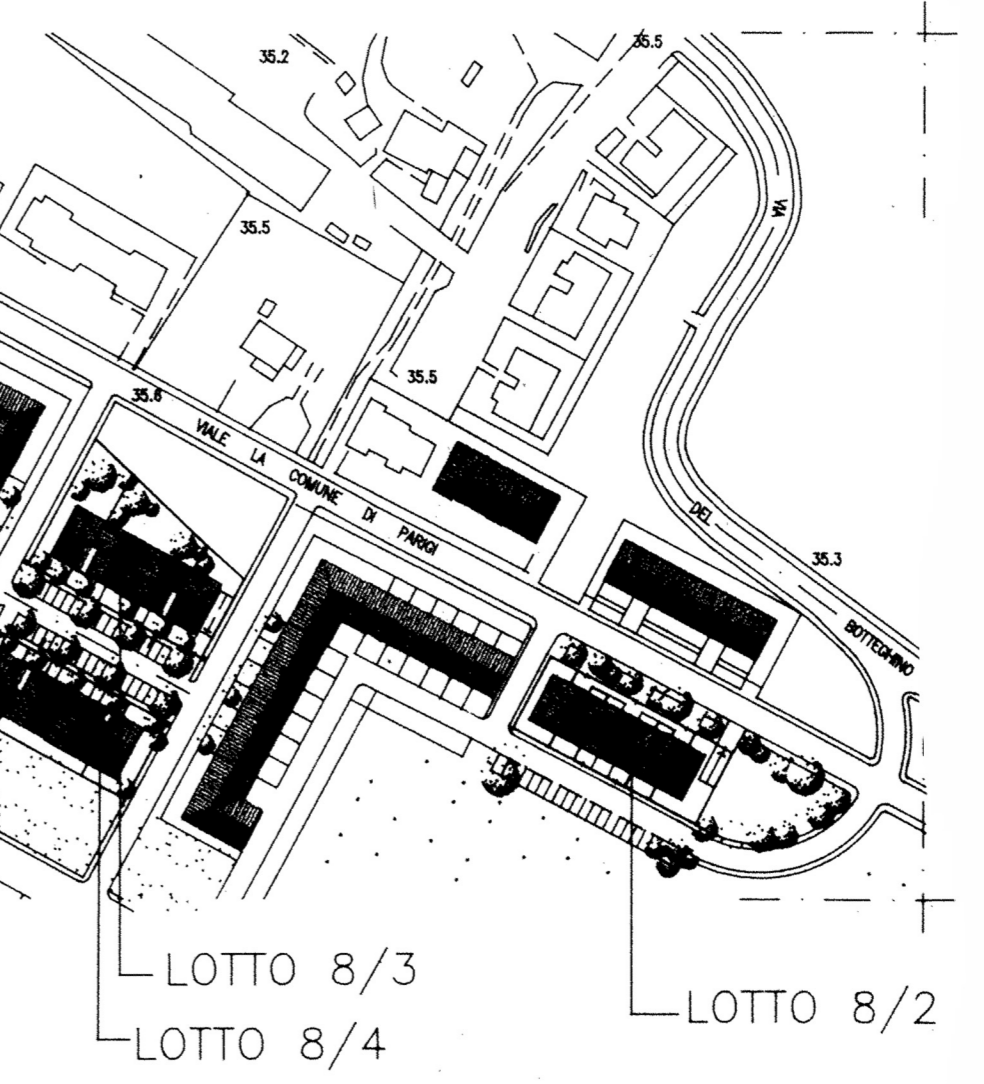 35.5
35.2
VIA
35.5
35.5
35.6
VIALE LA COMUNE DI PARIGI
DEL
35.3
BOTTEGHINO
LOTTO 8/3
LOTTO 8/2
LOTTO 8/4